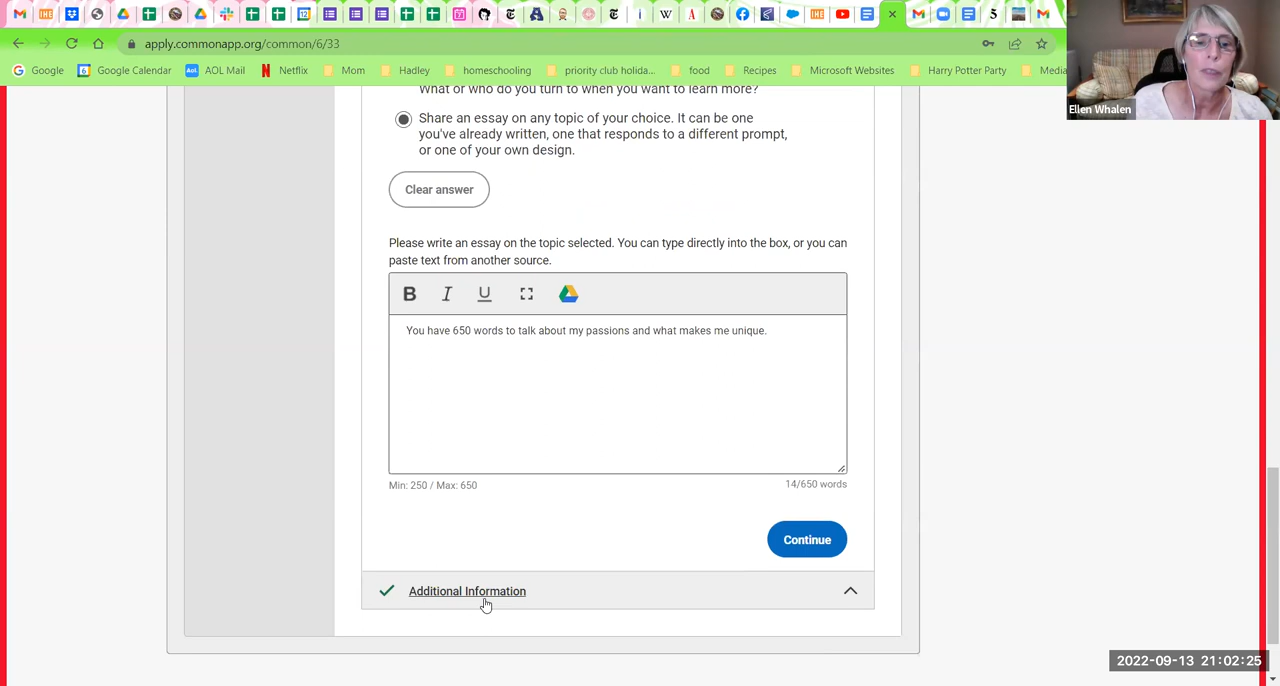 apply.commonapp.org/common/6/33
Google Google Calendar AOL Mail Netflix Mom Hadley homeschooling priority club holida... food Recipes Microsoft Websites Harry Potter Party Media
Ellen Whalen
What or who do you turn to when you want to learn more?
Share an essay on any topic of your choice. It can be one
you've already written, one that responds to a different prompt,
or one of your own design.
Clear answer
Please write an essay on the topic selected. You can type directly into the box, or you can
paste text from another source.
B I U
You have 650 words to talk about my passions and what makes me unique.
Min: 250 / Max: 650 14/650 words
Continue
Additional Information
2022-09-13 21:02:25